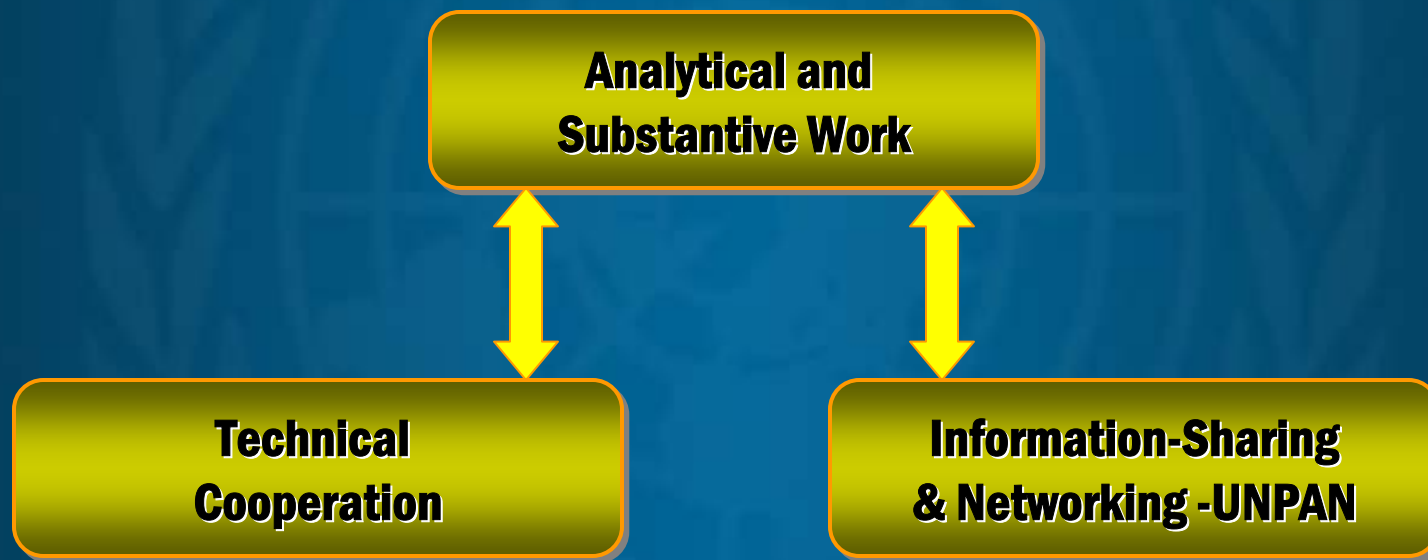 Analytical and
Substantive Work
Technical
Cooperation
Information-Sharing
& Networking -UNPAN